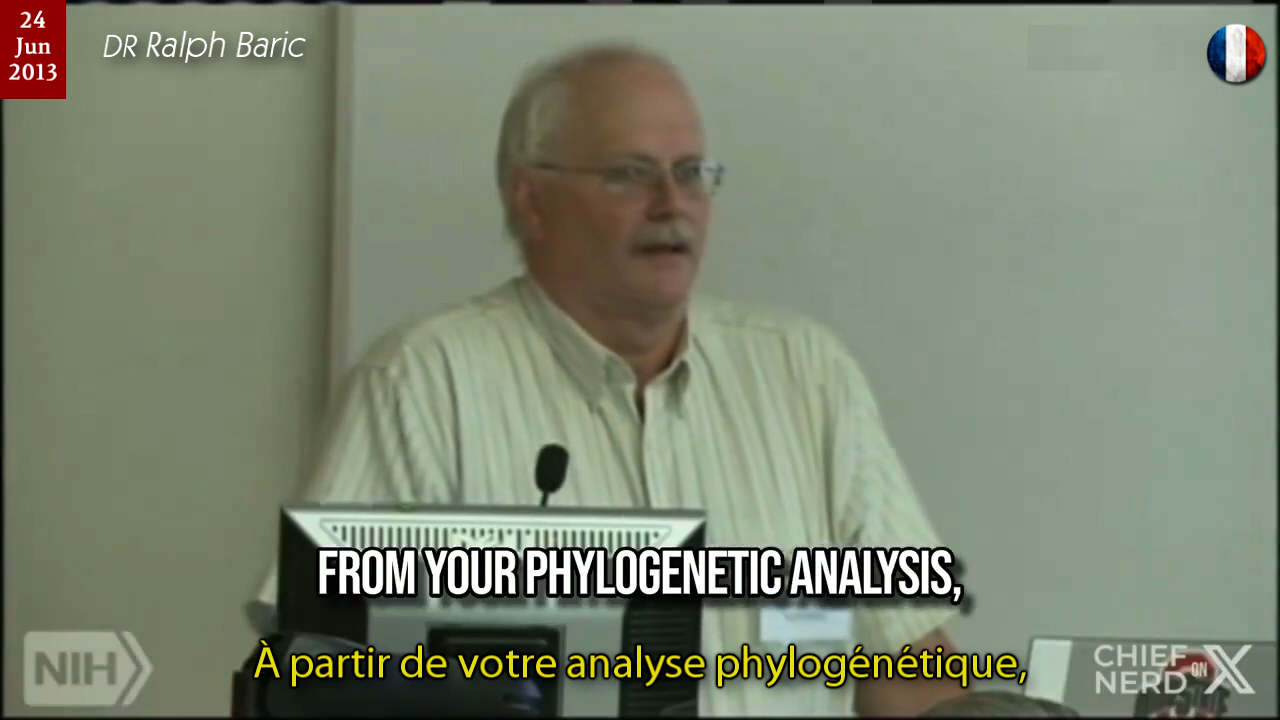 24
Jun
2013
DR Ralph Baric
FROM YOUR PHYLOGENETIC ANALYSIS,
À partir de votre analyse phylogénétique,
NIH
CHIEF
NERD
ON X